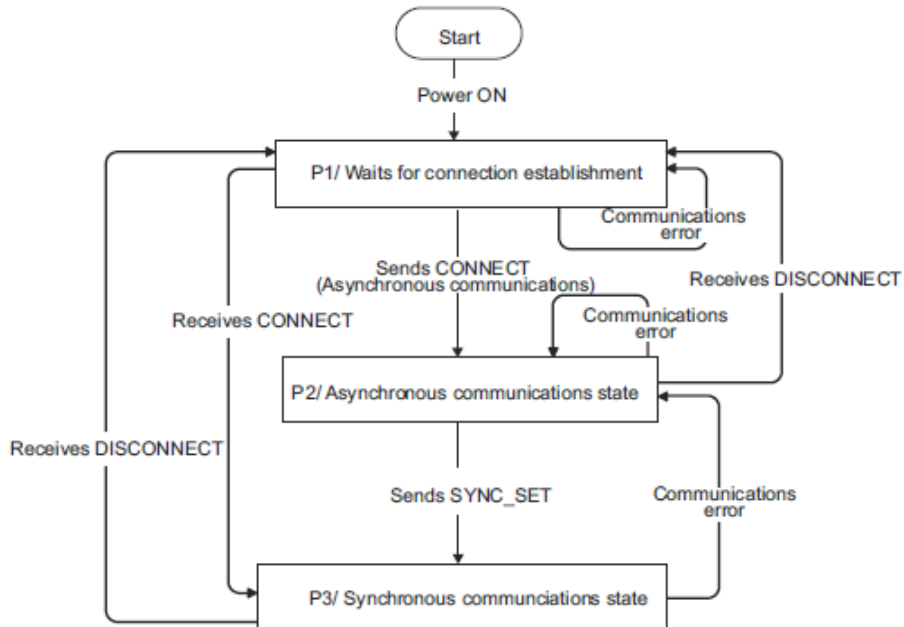 Start
Power ON
P1/ Waits for connection establishment
Communications
error
Sends CONNECT
(Asynchronous communications)
Receives DISCONNECT
Communications
error
Receives CONNECT
P2/ Asynchronous communications state
Receives DISCONNECT
Sends SYNC_SET
Communications
error
P3/ Synchronous communciations state